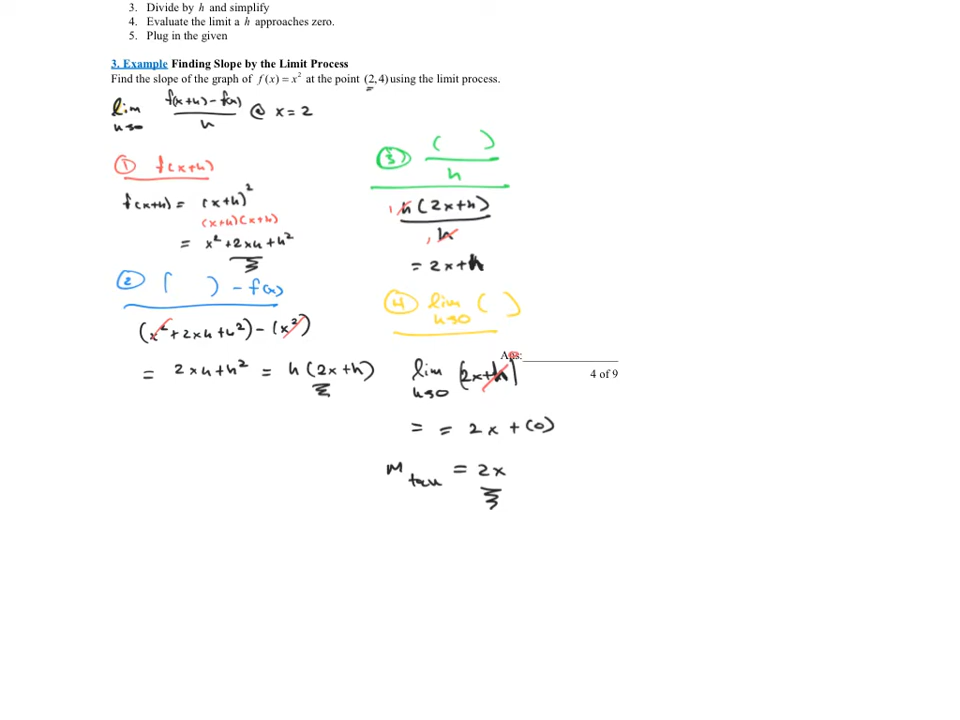 3. Divide by h and simplify
4. Evaluate the limit a h approaches zero.
5. Plug in the given
3. Example Finding Slope by the Limit Process
Find the slope of the graph of f(x) = x² at the point (2,4) using the limit process.
lim h→0 f(x+h) - f(x) / h @ x = 2
① f(x+h)
f(x+h) = (x+h)²
(x+h)(x+h)
= x² + 2xh + h²
② ( ) - f(x)
(x² + 2xh + h²) - (x²)
= 2xh + h² = h(2x+h)
③ ( ) / h
1 h(2x+h) / 1 h
= 2x+h
④ lim h→0 ( )
Ans:
4 of 9
lim h→0 (2x+h)
= = 2x + (0)
m tan = 2x